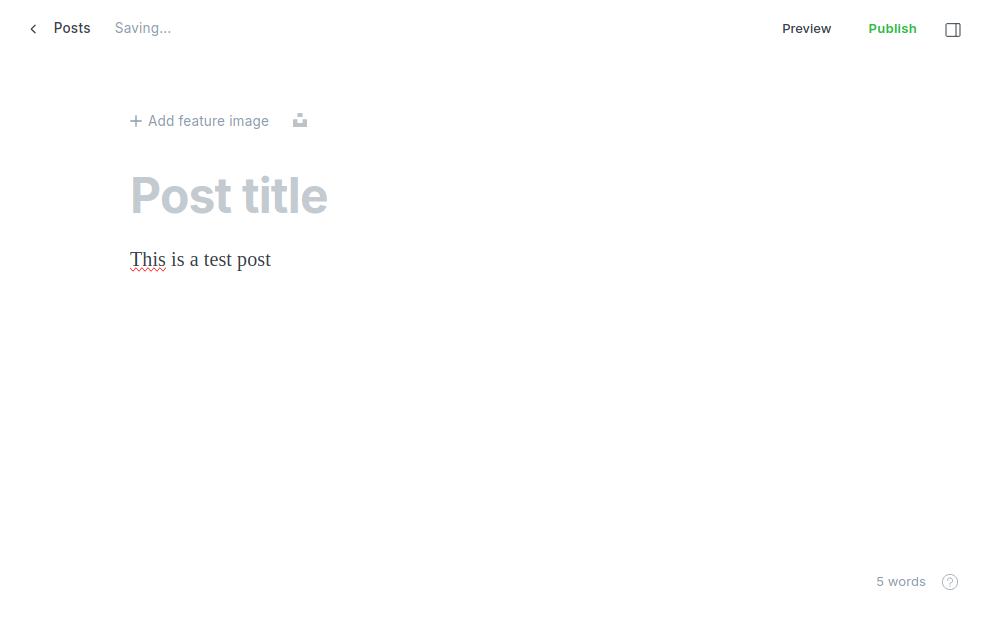 Posts Saving... Preview Publish
Add feature image
Post title
This is a test post
5 words